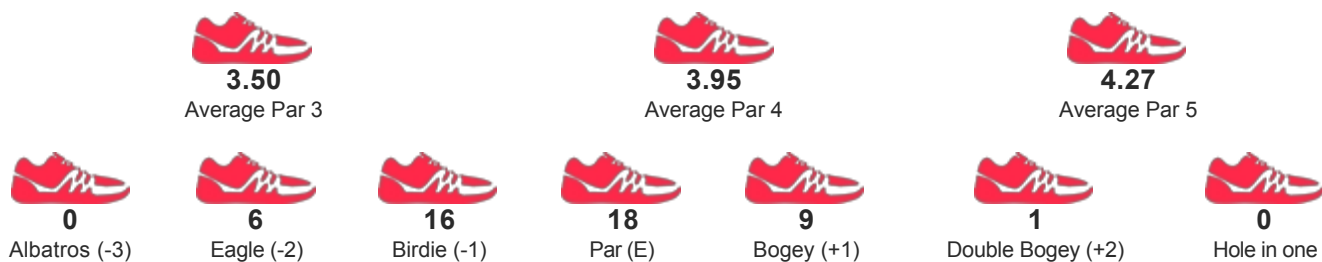 3.50 3.95 4.27
Average Par 3 Average Par 4 Average Par 5
0 6 16 18 9 1 0
Albatros (-3) Eagle (-2) Birdie (-1) Par (E) Bogey (+1) Double Bogey (+2) Hole in one